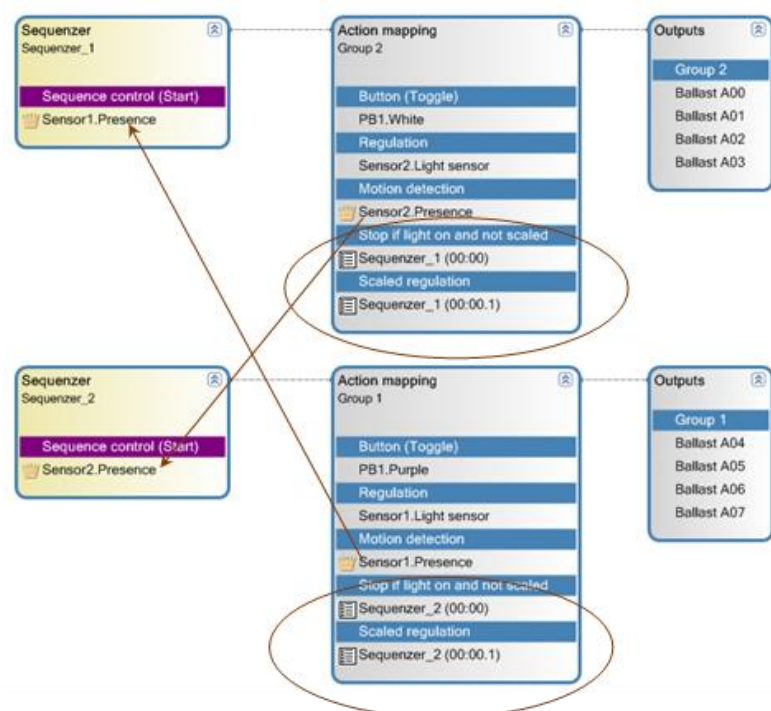 Sequenzer
Sequenzer_1
Sequence control (Start)
Sensor1.Presence
Action mapping
Group 2
Button (Toggle)
PB1.White
Regulation
Sensor2.Light sensor
Motion detection
Sensor2.Presence
Stop if light on and not scaled
Sequenzer_1 (00:00)
Scaled regulation
Sequenzer_1 (00:00.1)
Outputs
Group 2
Ballast A00
Ballast A01
Ballast A02
Ballast A03
Sequenzer
Sequenzer_2
Sequence control (Start)
Sensor2.Presence
Action mapping
Group 1
Button (Toggle)
PB1.Purple
Regulation
Sensor1.Light sensor
Motion detection
Sensor1.Presence
Stop if light on and not scaled
Sequenzer_2 (00:00)
Scaled regulation
Sequenzer_2 (00:00.1)
Outputs
Group 1
Ballast A04
Ballast A05
Ballast A06
Ballast A07